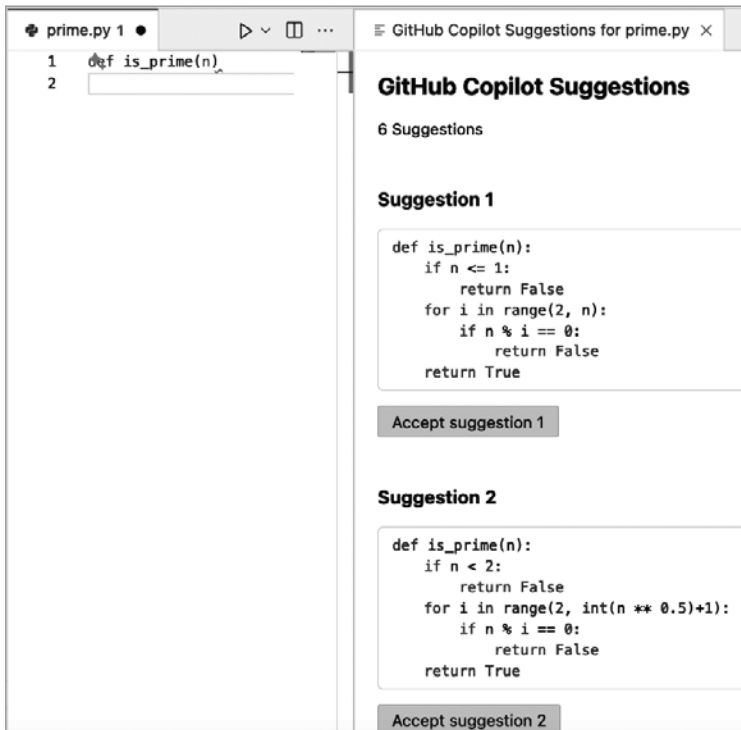 prime.py 1
1 def is_prime(n)
2
GitHub Copilot Suggestions for prime.py
GitHub Copilot Suggestions
6 Suggestions
Suggestion 1
def is_prime(n):
    if n <= 1:
        return False
    for i in range(2, n):
        if n % i == 0:
            return False
    return True
Accept suggestion 1
Suggestion 2
def is_prime(n):
    if n < 2:
        return False
    for i in range(2, int(n ** 0.5)+1):
        if n % i == 0:
            return False
    return True
Accept suggestion 2